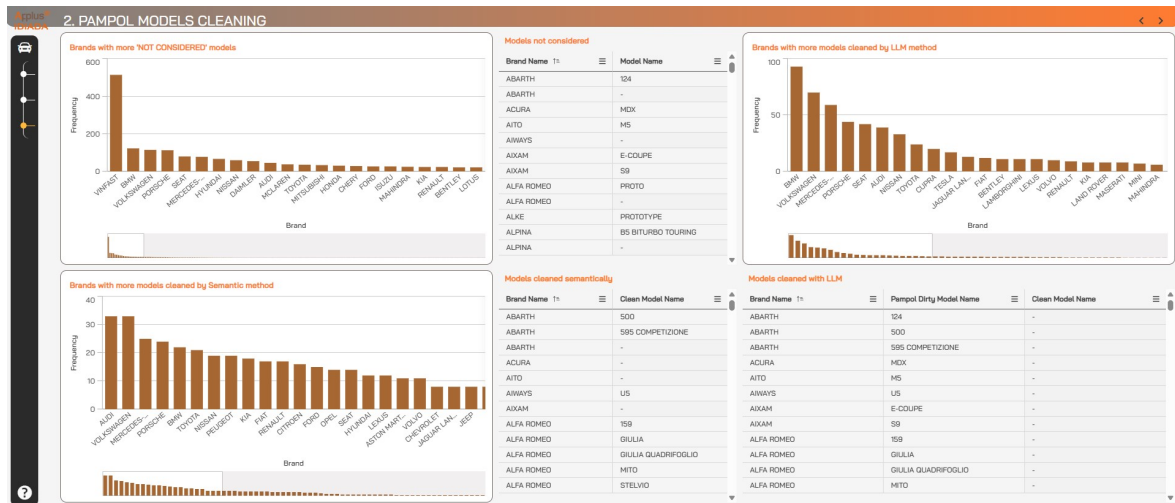 Applus+
IDIADA
2. PAMPOL MODELS CLEANING
Brands with more 'NOT CONSIDERED' models
600
400
200
0
Frequency
VINFAST
BMW
VOLKSWAGEN
PORSCHE
SEAT
MERCEDES-...
HYUNDAI
NISSAN
DAIMLER
AUDI
MCLAREN
TOYOTA
MITSUBISHI
HONDA
CHERY
FORD
ISUZU
MAHINDRA
KIA
RENAULT
BENTLEY
LOTUS
Brand
Models not considered
Brand Name Model Name
ABARTH 124
ABARTH -
ACURA MDX
AITO M5
AIWAYS -
AIXAM E-COUPE
AIXAM S9
ALFA ROMEO PROTO
ALFA ROMEO -
ALKE PROTOTYPE
ALPINA B5 BITURBO TOURING
ALPINA -
Brands with more models cleaned by LLM method
100
50
0
Frequency
BMW
VOLKSWAGEN
MERCEDES-...
PORSCHE
SEAT
AUDI
NISSAN
TOYOTA
CUPRA
TESLA
JAGUAR LAN...
FIAT
BENTLEY
LAMBORGHINI
LEXUS
VOLVO
RENAULT
KIA
LAND ROVER
MASERATI
MINI
MAHINDRA
Brand
Brands with more models cleaned by Semantic method
40
30
20
10
0
Frequency
AUDI
VOLKSWAGEN
MERCEDES-...
PORSCHE
BMW
TOYOTA
NISSAN
PEUGEOT
KIA
FIAT
RENAULT
CITROEN
FORD
OPEL
SEAT
HYUNDAI
LEXUS
ASTON MART...
VOLVO
CHEVROLET
JAGUAR LAN...
JEEP
Brand
Models cleaned semantically
Brand Name Clean Model Name
ABARTH 500
ABARTH 595 COMPETIZIONE
ABARTH -
ACURA -
AITO -
AIWAYS U5
AIXAM -
ALFA ROMEO 159
ALFA ROMEO GIULIA
ALFA ROMEO GIULIA QUADRIFOGLIO
ALFA ROMEO MITO
ALFA ROMEO STELVIO
Models cleaned with LLM
Brand Name Pampol Dirty Model Name Clean Model Name
ABARTH 124 -
ABARTH 500 -
ABARTH 595 COMPETIZIONE -
ACURA MDX -
AITO M5 -
AIWAYS U5 -
AIXAM E-COUPE -
AIXAM S9 -
ALFA ROMEO 159 -
ALFA ROMEO GIULIA -
ALFA ROMEO GIULIA QUADRIFOGLIO -
ALFA ROMEO MITO -
?